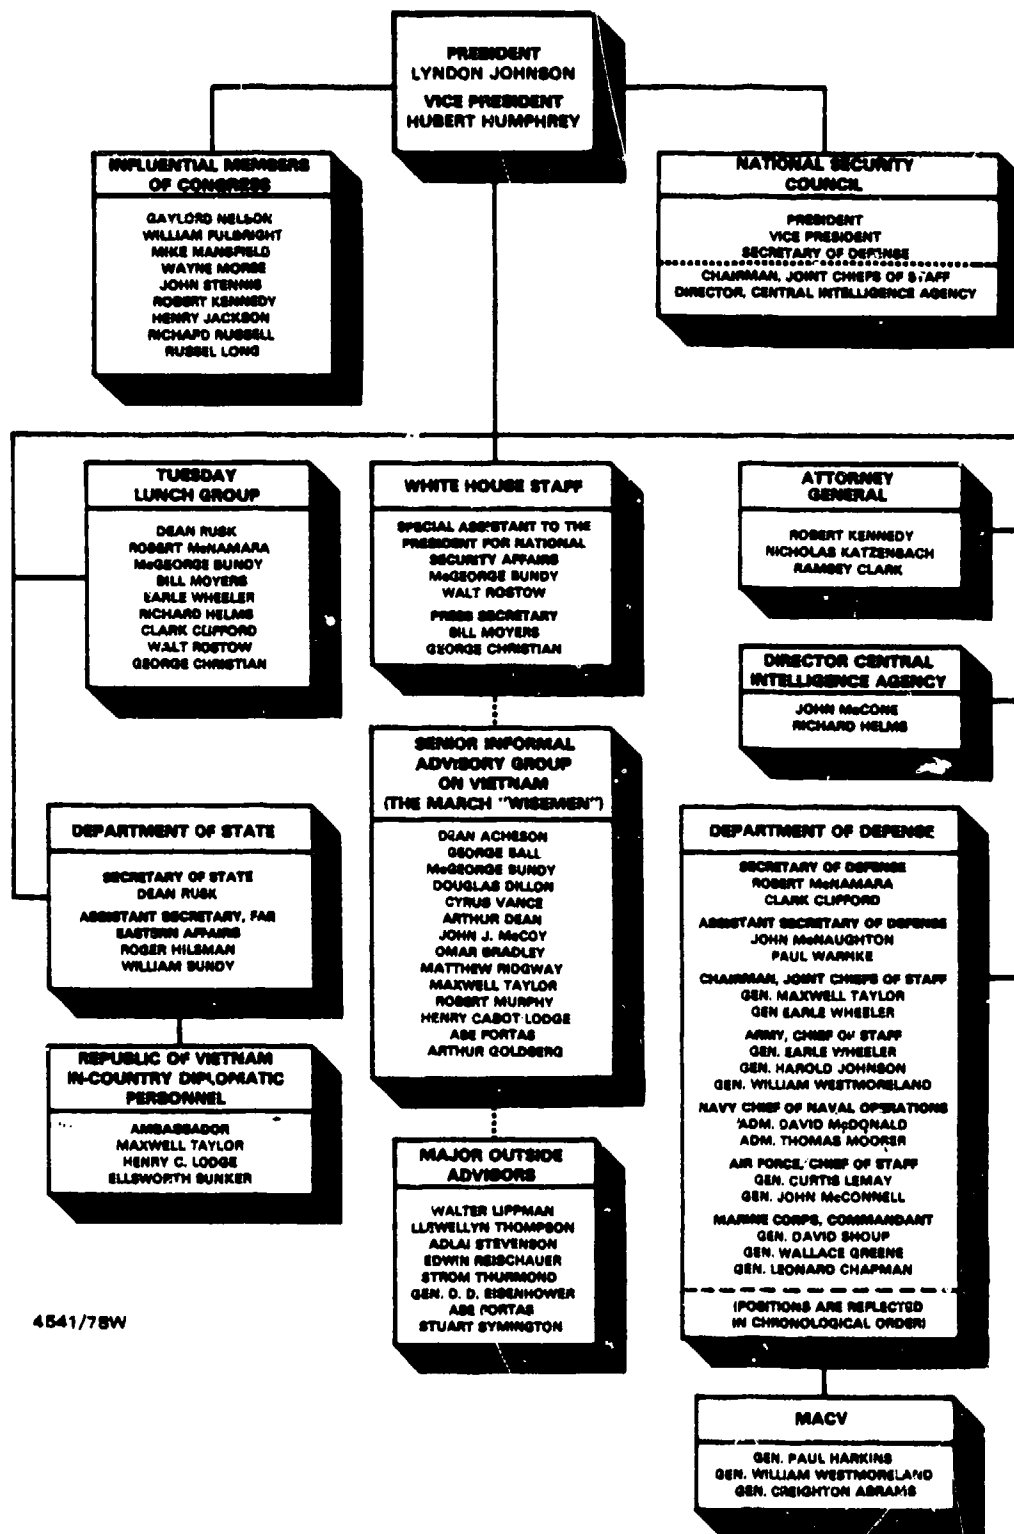 PRESIDENT
LYNDON JOHNSON
VICE PRESIDENT
HUBERT HUMPHREY
INFLUENTIAL MEMBERS
OF CONGRESS
GAYLORD NELSON
WILLIAM FULBRIGHT
MIKE MANSFIELD
WAYNE MORSE
JOHN STENNIS
ROBERT KENNEDY
HENRY JACKSON
RICHARD RUSSELL
RUSSEL LONG
NATIONAL SECURITY
COUNCIL
PRESIDENT
VICE PRESIDENT
SECRETARY OF DEFENSE
CHAIRMAN, JOINT CHIEFS OF STAFF
DIRECTOR, CENTRAL INTELLIGENCE AGENCY
TUESDAY
LUNCH GROUP
DEAN RUSK
ROBERT McNAMARA
McGEORGE BUNDY
BILL MOYERS
EARLE WHEELER
RICHARD HELMS
CLARK CLIFFORD
WALT ROSTOW
GEORGE CHRISTIAN
WHITE HOUSE STAFF
SPECIAL ASSISTANT TO THE
PRESIDENT FOR NATIONAL
SECURITY AFFAIRS
McGEORGE BUNDY
WALT ROSTOW
PRESS SECRETARY
BILL MOYERS
GEORGE CHRISTIAN
ATTORNEY
GENERAL
ROBERT KENNEDY
NICHOLAS KATZENBACH
RAMSEY CLARK
DIRECTOR CENTRAL
INTELLIGENCE AGENCY
JOHN McCONE
RICHARD HELMS
SENIOR INFORMAL
ADVISORY GROUP
ON VIETNAM
(THE MARCH "WISEMEN")
DEAN ACHESON
GEORGE BALL
McGEORGE BUNDY
DOUGLAS DILLON
CYRUS VANCE
ARTHUR DEAN
JOHN J. McCOY
OMAR BRADLEY
MATTHEW RIDGWAY
MAXWELL TAYLOR
ROBERT MURPHY
HENRY CABOT LODGE
ABE FORTAS
ARTHUR GOLDBERG
DEPARTMENT OF STATE
SECRETARY OF STATE
DEAN RUSK
ASSISTANT SECRETARY, FAR
EASTERN AFFAIRS
ROGER HILSMAN
WILLIAM BUNDY
REPUBLIC OF VIETNAM
IN-COUNTRY DIPLOMATIC
PERSONNEL
AMBASSADOR
MAXWELL TAYLOR
HENRY C. LODGE
ELLSWORTH BUNKER
DEPARTMENT OF DEFENSE
SECRETARY OF DEFENSE
ROBERT McNAMARA
CLARK CLIFFORD
ASSISTANT SECRETARY OF DEFENSE
JOHN McNAUGHTON
PAUL WARNKE
CHAIRMAN, JOINT CHIEFS OF STAFF
GEN. MAXWELL TAYLOR
GEN EARLE WHEELER
ARMY, CHIEF OF STAFF
GEN. EARLE WHEELER
GEN. HAROLD JOHNSON
GEN. WILLIAM WESTMORELAND
NAVY CHIEF OF NAVAL OPERATIONS
ADM. DAVID McDONALD
ADM. THOMAS MOORER
AIR FORCE, CHIEF OF STAFF
GEN. CURTIS LEMAY
GEN. JOHN McCONNELL
MARINE CORPS, COMMANDANT
GEN. DAVID SHOUP
GEN. WALLACE GREENE
GEN. LEONARD CHAPMAN
(POSITIONS ARE REFLECTED
IN CHRONOLOGICAL ORDER)
MAJOR OUTSIDE
ADVISORS
WALTER LIPPMAN
LLEWELLYN THOMPSON
ADLAI STEVENSON
EDWIN REISCHAUER
STROM THURMOND
GEN. D. D. EISENHOWER
ABE FORTAS
STUART SYMINGTON
MACV
GEN. PAUL HARKINS
GEN. WILLIAM WESTMORELAND
GEN. CREIGHTON ABRAMS
4541/78W